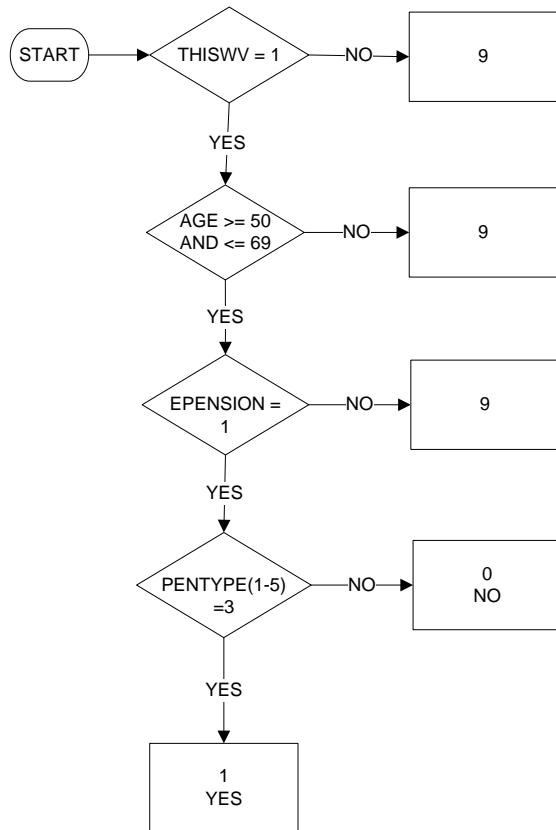 START
THISWV = 1
NO
9
YES
AGE >= 50
AND <= 69
NO
9
YES
EPENSION =
1
NO
9
YES
PENTYPE(1-5)
=3
NO
0
NO
YES
1
YES